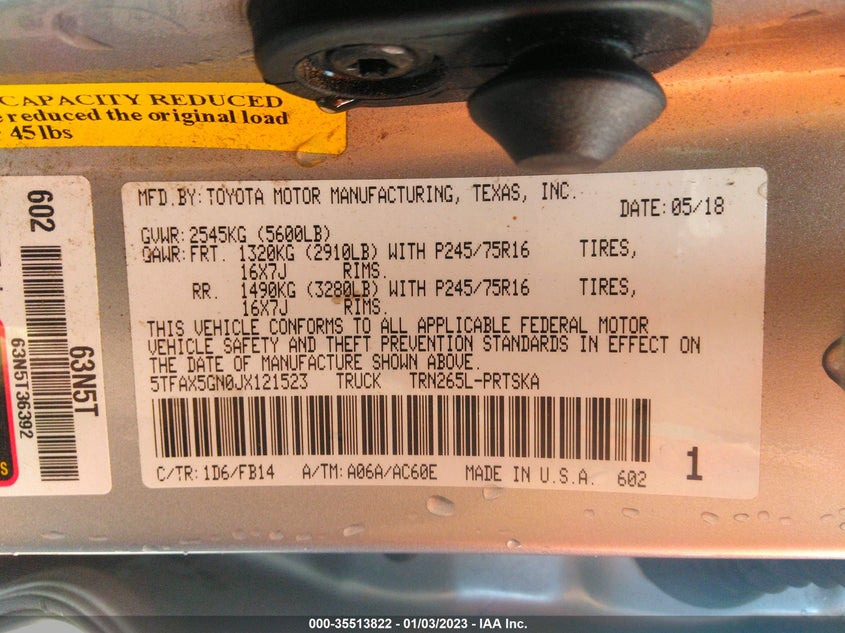 CAPACITY REDUCED
reduced the original load
45 lbs
602
63N5T
63N5T36392
S
MFD.BY:TOYOTA MOTOR MANUFACTURING, TEXAS, INC.
DATE:05/18
GVWR:2545KG (5600LB)
GAWR:FRT. 1320KG (2910LB) WITH P245/75R16 TIRES,
16X7J RIMS.
RR. 1490KG (3280LB) WITH P245/75R16 TIRES,
16X7J RIMS.
THIS VEHICLE CONFORMS TO ALL APPLICABLE FEDERAL MOTOR
VEHICLE SAFETY AND THEFT PREVENTION STANDARDS IN EFFECT ON
THE DATE OF MANUFACTURE SHOWN ABOVE.
5TFAX5GN0JX121523 TRUCK TRN265L-PRTSKA
C/TR:1D6/FB14 A/TM:A06A/AC60E MADE IN U.S.A. 602 1
000-35513822 - 01/03/2023 - IAA Inc.